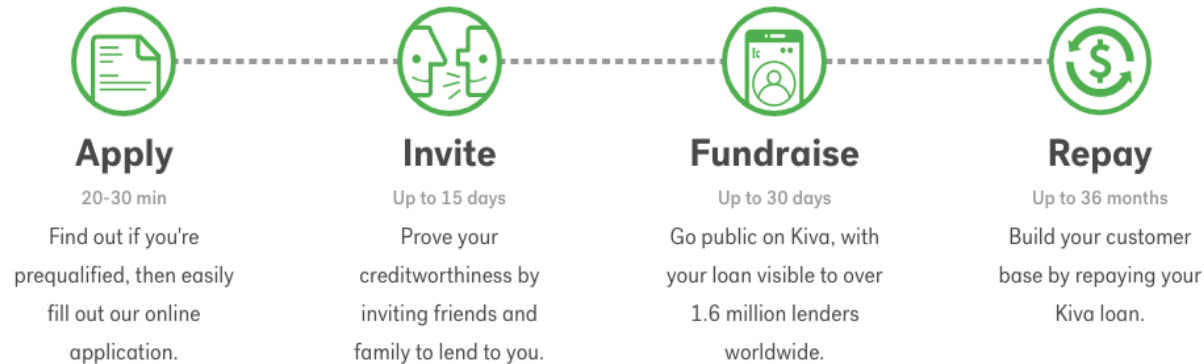 Apply
20-30 min
Find out if you're
prequalified, then easily
fill out our online
application.
Invite
Up to 15 days
Prove your
creditworthiness by
inviting friends and
family to lend to you.
k
Fundraise
Up to 30 days
Go public on Kiva, with
your loan visible to over
1.6 million lenders
worldwide.
$
Repay
Up to 36 months
Build your customer
base by repaying your
Kiva loan.